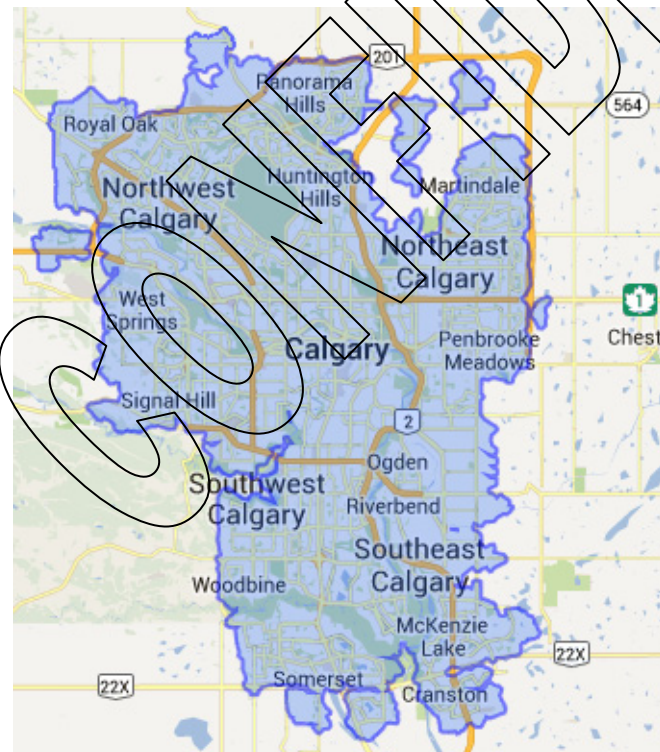 201
Panorama
Hills
564
Royal Oak
Huntington
Hills
Martindale
Northwest
Calgary
Northeast
Calgary
1
West
Springs
Chest
Penbrooke
Meadows
Calgary
Signal Hill
2
Ogden
Southwest
Calgary
Riverbend
Southeast
Calgary
Woodbine
McKenzie
Lake
22X
Somerset
22X
Cranston